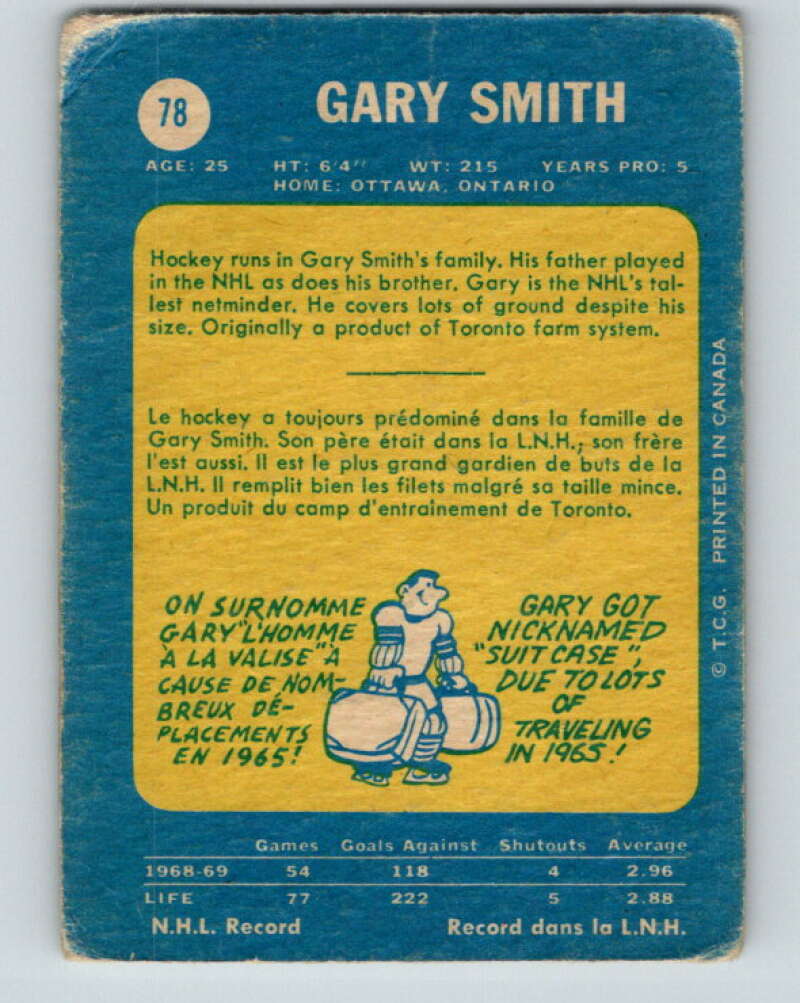 78
GARY SMITH
AGE: 25 HT: 6'4" WT: 215 YEARS PRO: 5
HOME: OTTAWA, ONTARIO
Hockey runs in Gary Smith's family. His father played
in the NHL as does his brother. Gary is the NHL's tal-
lest netminder. He covers lots of ground despite his
size. Originally a product of Toronto farm system.
Le hockey a toujours prédominé dans la famille de
Gary Smith. Son père était dans la L.N.H.; son frère
l'est aussi. Il est le plus grand gardien de buts de la
L.N.H. Il remplit bien les filets malgré sa taille mince.
Un produit du camp d'entrainement de Toronto.
ON SURNOMME
GARY "L'HOMME
À LA VALISE" À
CAUSE DE NOM-
BREUX DÉ-
PLACEMENTS
EN 1965!
GARY GOT
NICKNAMED
"SUIT CASE",
DUE TO LOTS
OF
TRAVELING
IN 1965!
© T.C.G. PRINTED IN CANADA
Games Goals Against Shutouts Average
1968-69 54 118 4 2.96
LIFE 77 222 5 2.88
N.H.L. Record Record dans la L.N.H.